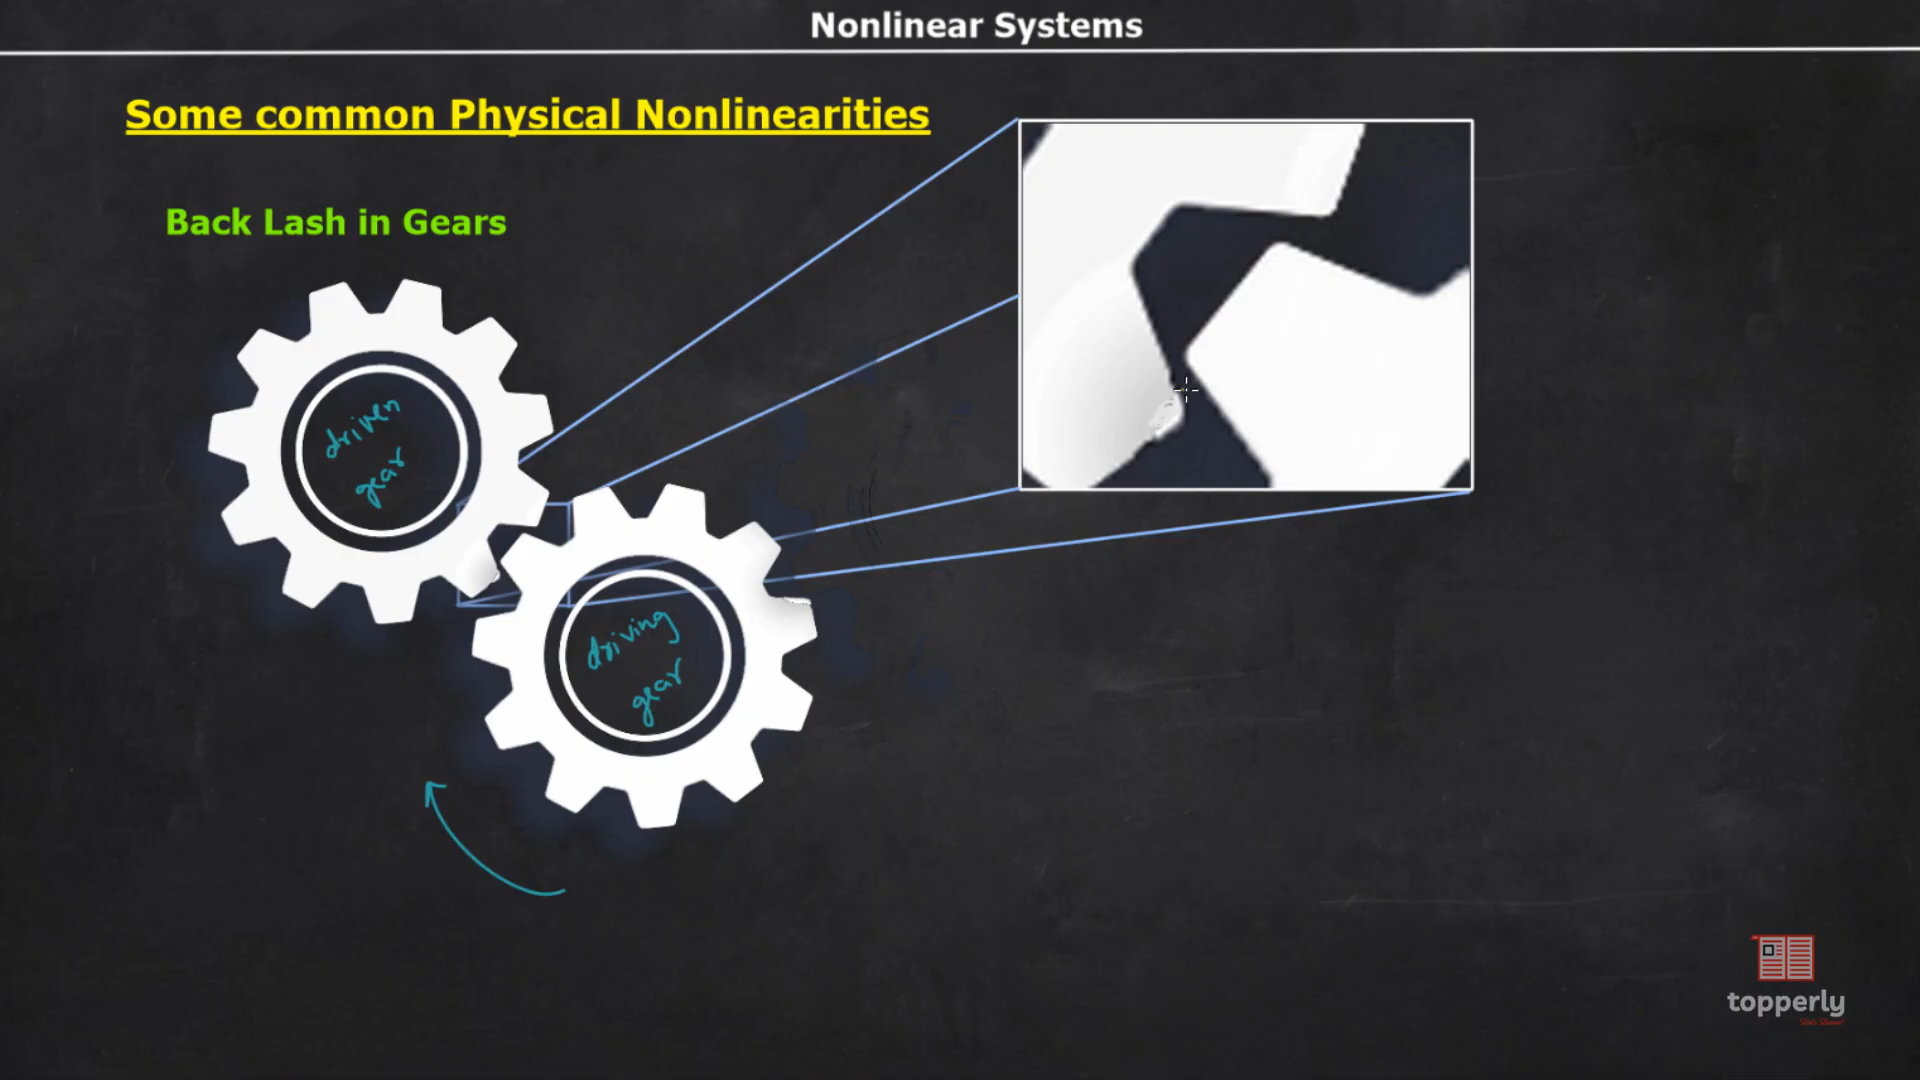 Nonlinear Systems
Some common Physical Nonlinearities
Back Lash in Gears
driven
gear
driving
gear
topperly